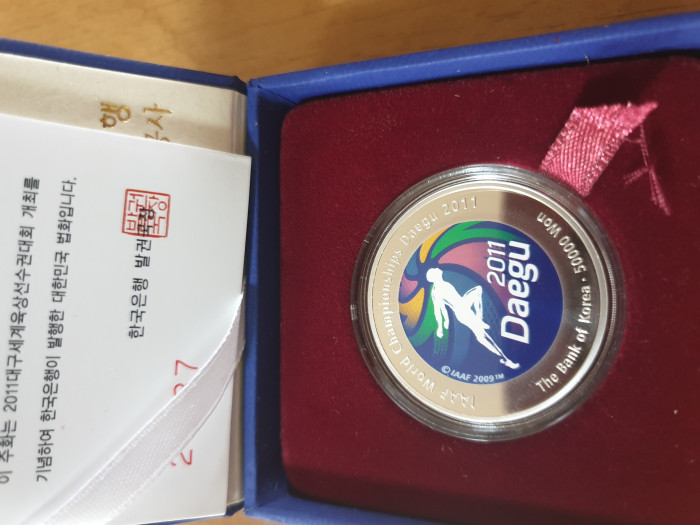 이 주화는 2011대구세계육상선수권대회 개최를
기념하여 한국은행이 발행한 대한민국 법화입니다.
한국은행 발권국장
IAAF World Championships Daegu 2011
2011
Daegu
© IAAF 2009™
The Bank of Korea · 50000 Won